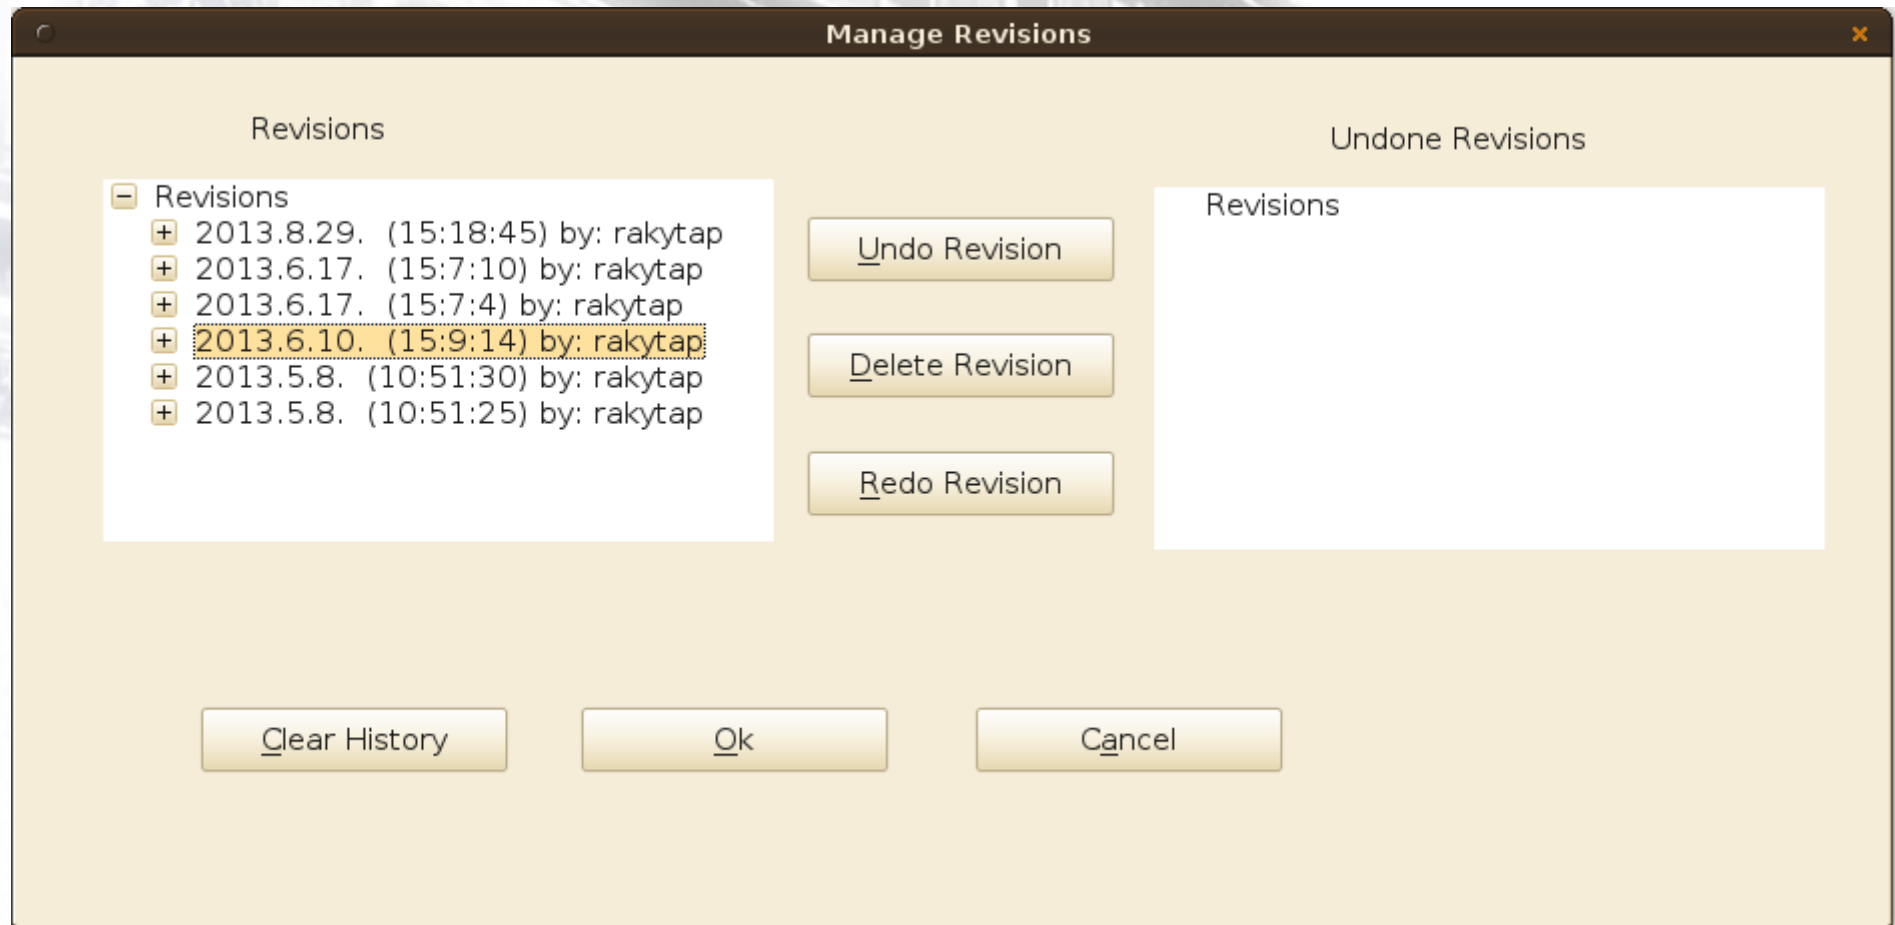 Manage Revisions
Revisions
Undone Revisions
Revisions
2013.8.29.  (15:18:45) by: rakytap
2013.6.17.  (15:7:10) by: rakytap
2013.6.17.  (15:7:4) by: rakytap
2013.6.10.  (15:9:14) by: rakytap
2013.5.8.  (10:51:30) by: rakytap
2013.5.8.  (10:51:25) by: rakytap
Undo Revision
Delete Revision
Redo Revision
Revisions
Clear History
Ok
Cancel